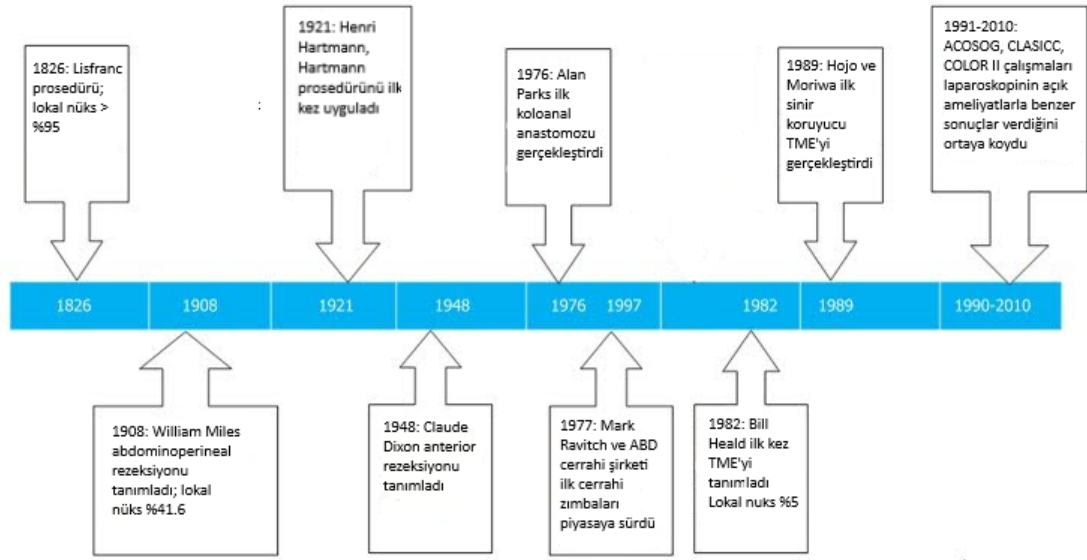 1826: Lisfranc
prosedürü;
lokal nüks >
%95
:
1921: Henri
Hartmann,
Hartmann
prosedürünü ilk
kez uyguladı
1976: Alan
Parks ilk
koloanal
anastomozu
gerçekleştirdi
1989: Hojo ve
Moriwa ilk
sinir
koruyucu
TME'yi
gerçekleştirdi
1991-2010:
ACOSOG, CLASICC,
COLOR II çalışmaları
laparoskopinin açık
ameliyatlarla benzer
sonuçlar verdiğini
ortaya koydu
1826 1908 1921 1948 1976 1997 1982 1989 1990-2010
1908: William Miles
abdominoperineal
rezeksiyonu
tanımladı; lokal
nüks %41.6
1948: Claude
Dixon anterior
rezeksiyonu
tanımladı
1977: Mark
Ravitch ve ABD
cerrahi şirketi
ilk cerrahi
zımbaları
piyasaya sürdü
1982: Bill
Heald ilk kez
TME'yi
tanımladı
Lokal nuks %5